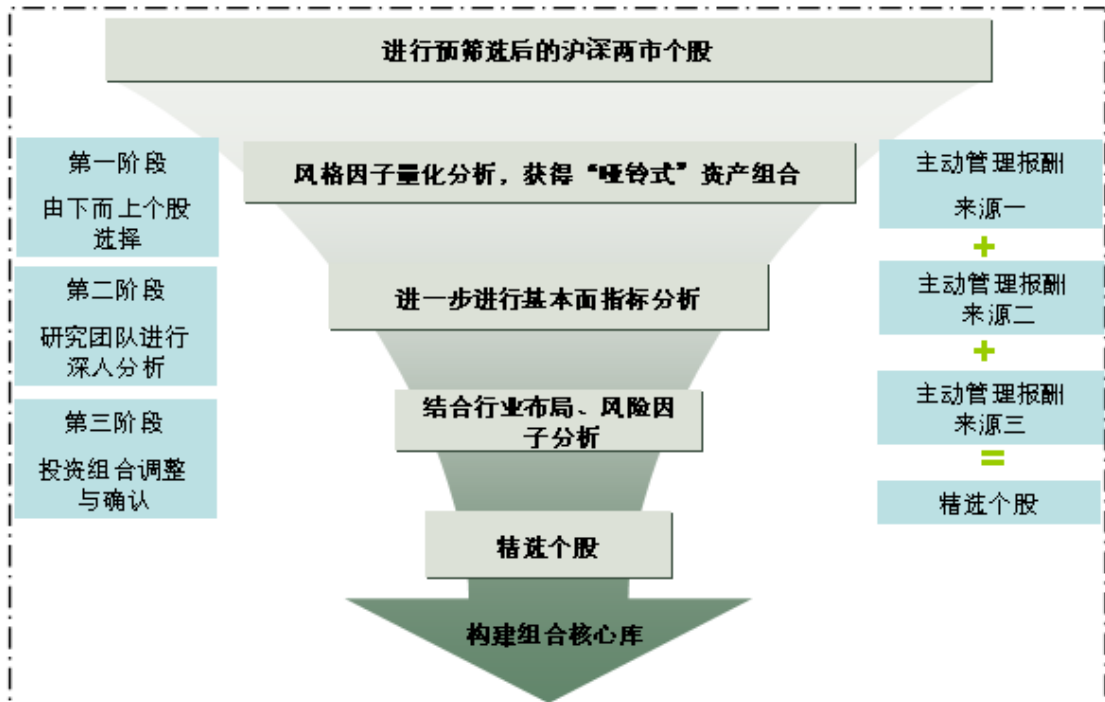 进行预筛选后的沪深两市个股
第一阶段
由下而上个股
选择
风格因子量化分析，获得“哑铃式”资产组合
主动管理报酬
来源一
+
第二阶段
研究团队进行
深入分析
进一步进行基本面指标分析
主动管理报酬
来源二
+
第三阶段
投资组合调整
与确认
结合行业布局、风险因
子分析
主动管理报酬
来源三
=
精选个股
精选个股
构建组合核心库